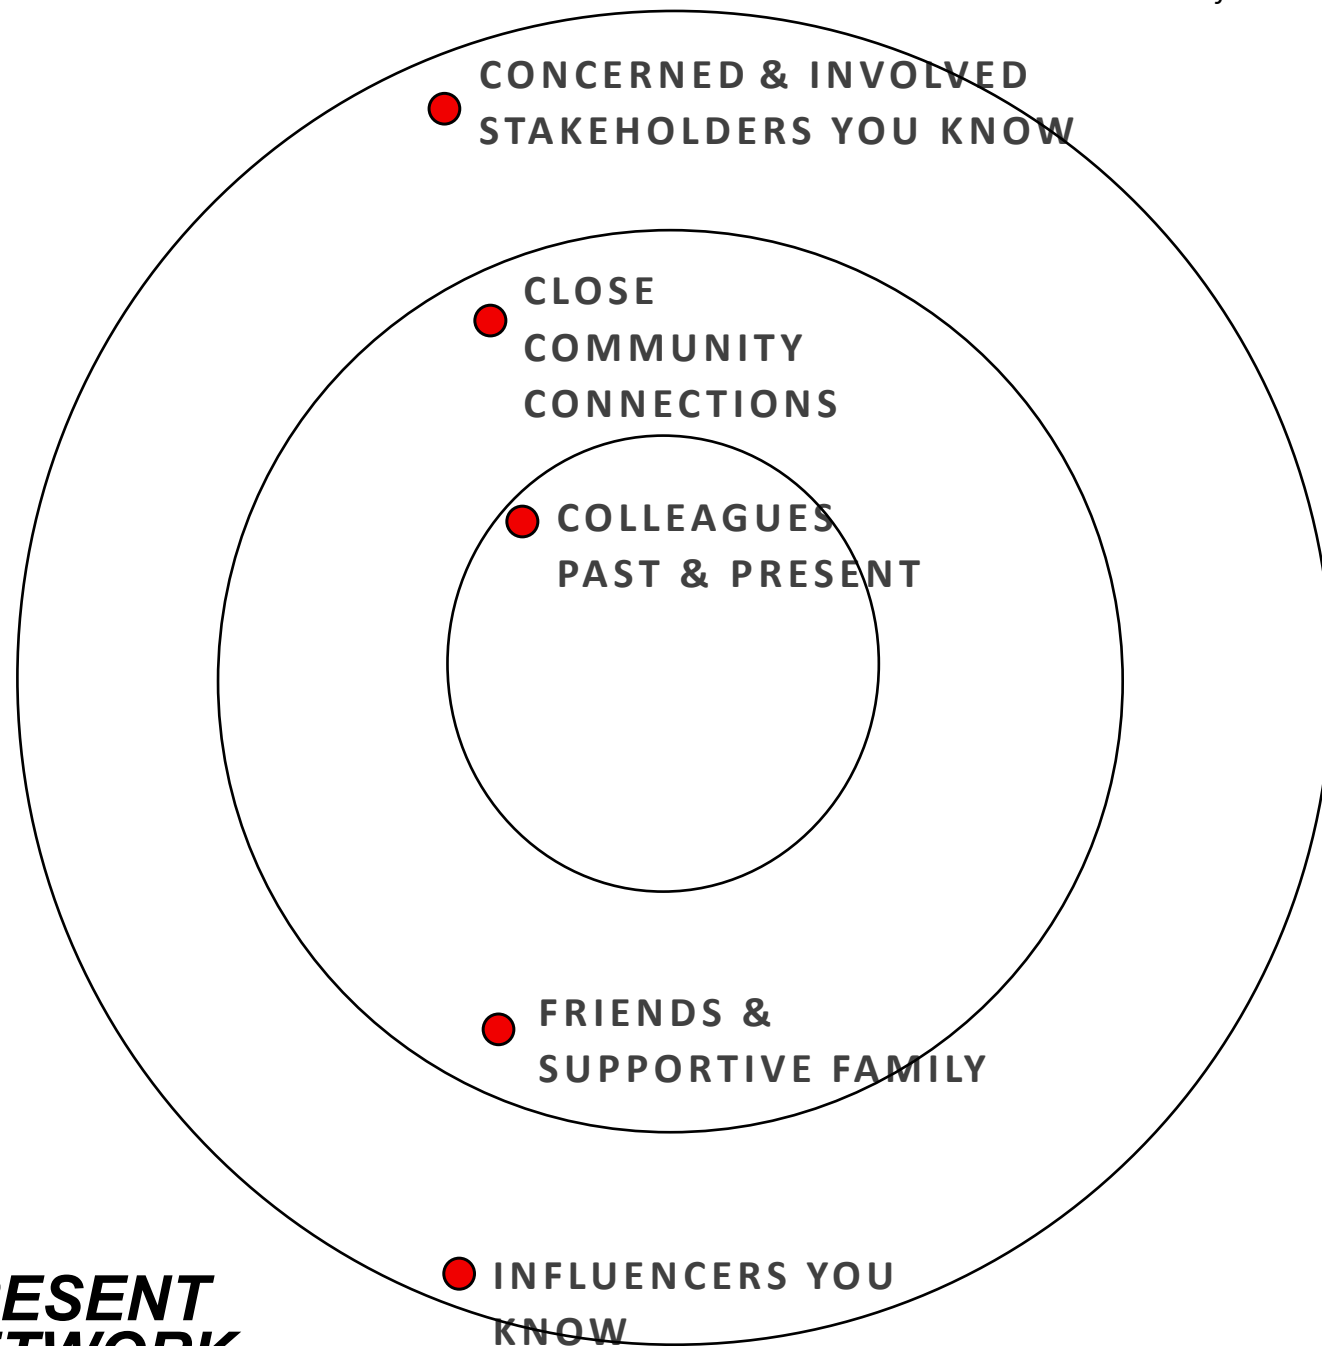 CONCERNED & INVOLVED
STAKEHOLDERS YOU KNOW
CLOSE
COMMUNITY
CONNECTIONS
COLLEAGUES
PAST & PRESENT
FRIENDS &
SUPPORTIVE FAMILY
INFLUENCERS YOU
KNOW
ESENT